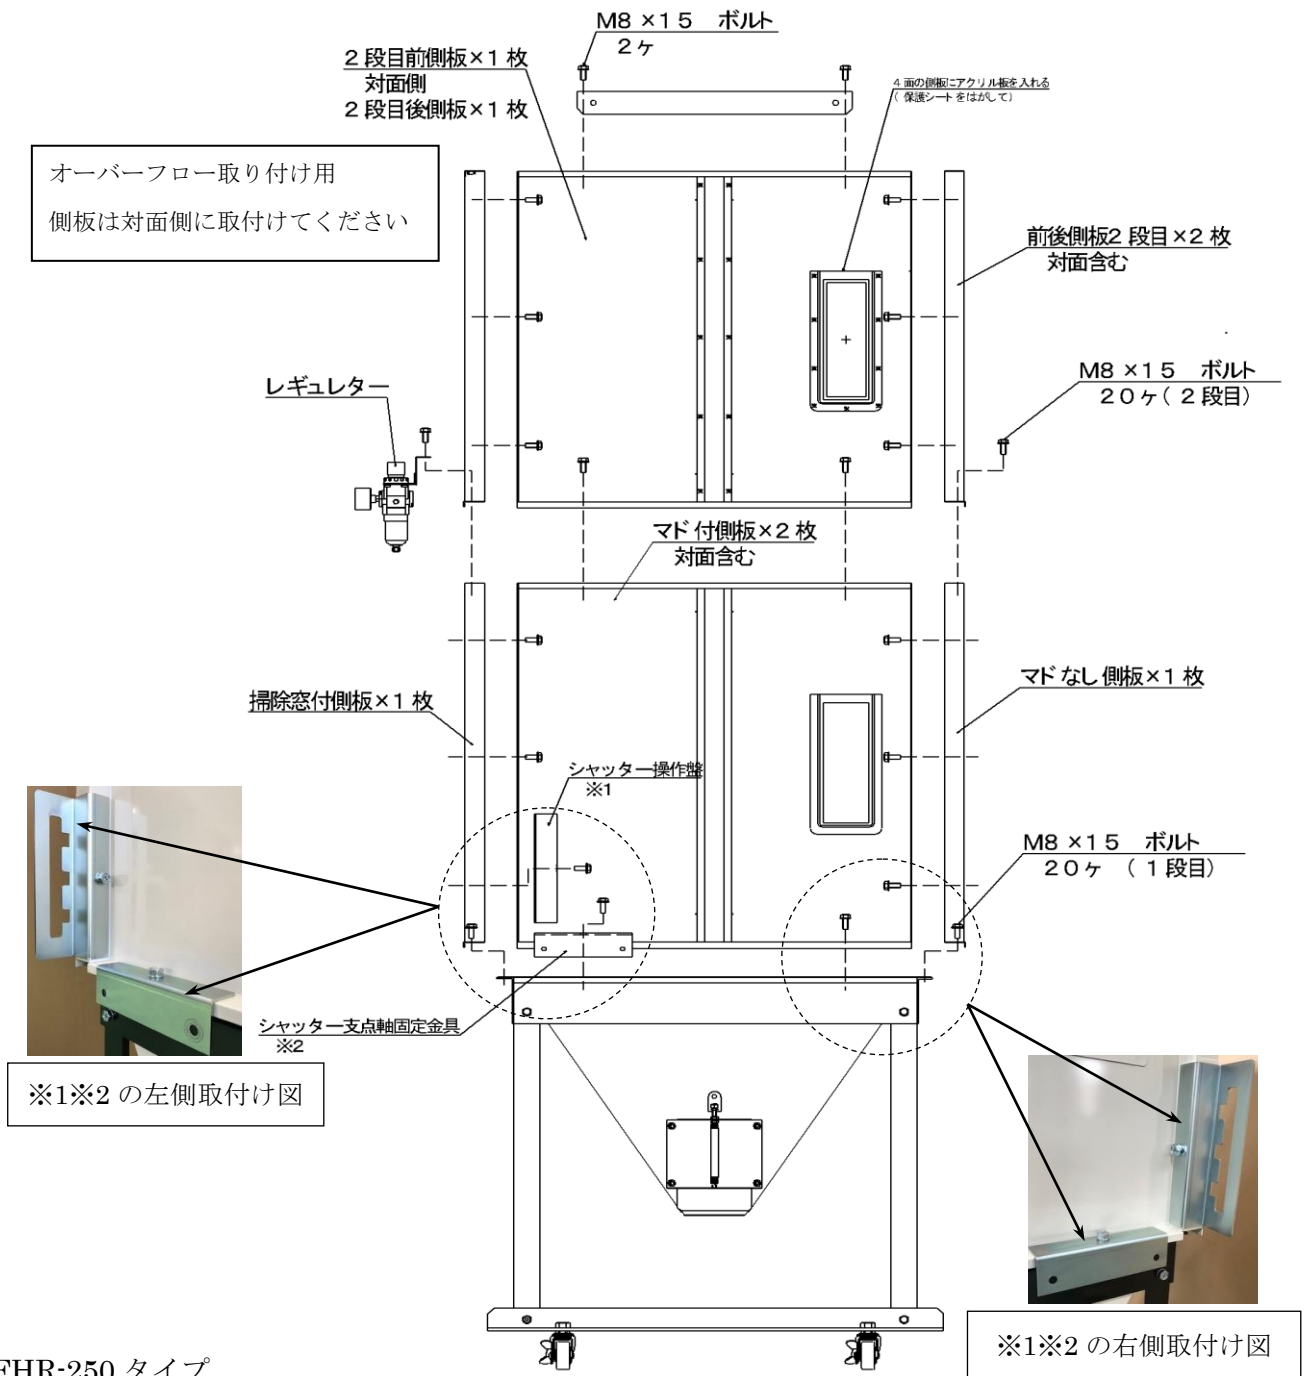 M8×15 ボルト
2ヶ
2段目前側板×1枚
対面側
2段目後側板×1枚
4面の側板にアクリル板を入れる
(保護シートをはがして)
オーバーフロー取り付け用
側板は対面側に取付けてください
前後側板2段目×2枚
対面含む
レギュレター
M8×15 ボルト
20ヶ(2段目)
マド付側板×2枚
対面含む
掃除窓付側板×1枚
マドなし側板×1枚
シャッター操作盤
※1
M8×15 ボルト
20ヶ (1段目)
シャッター支点軸固定金具
※2
※1※2の左側取付け図
※1※2の右側取付け図
FHR-250タイプ